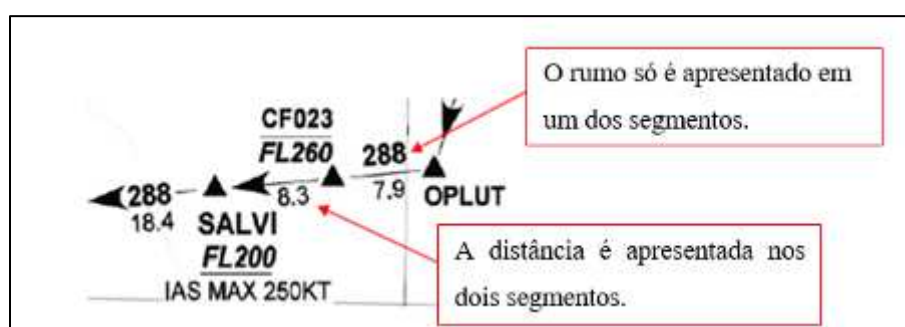 O rumo só é apresentado em
um dos segmentos.
CF023
FL260
288
7.9
OPLUT
8.3
288
18.4
SALVI
FL200
IAS MAX 250KT
A distância é apresentada nos
dois segmentos.